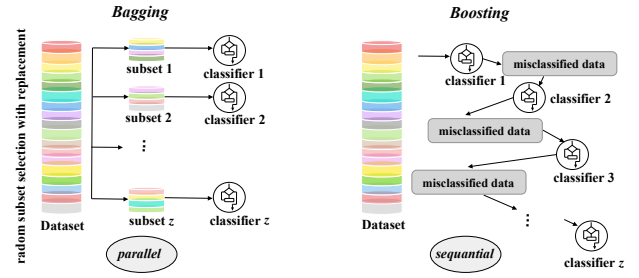 Bagging
radom subset selection with replacement
Dataset
subset 1
classifier 1
subset 2
classifier 2
...
subset z
classifier z
parallel
Boosting
Dataset
classifier 1
misclassified data
classifier 2
misclassified data
classifier 3
misclassified data
...
classifier z
sequantial